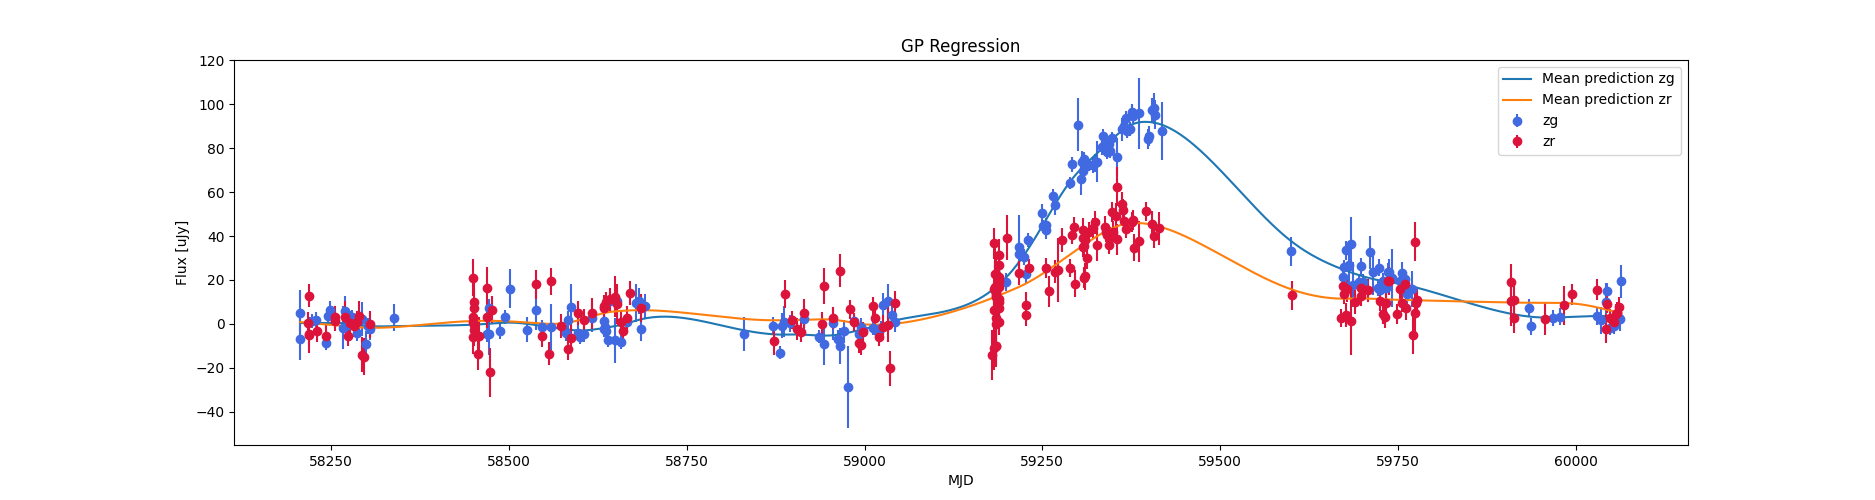 GP Regression
120
100
80
60
40
20
0
−20
−40
Flux [uJy]
58250 58500 58750 59000 59250 59500 59750 60000
MJD
Mean prediction zg
Mean prediction zr
zg
zr